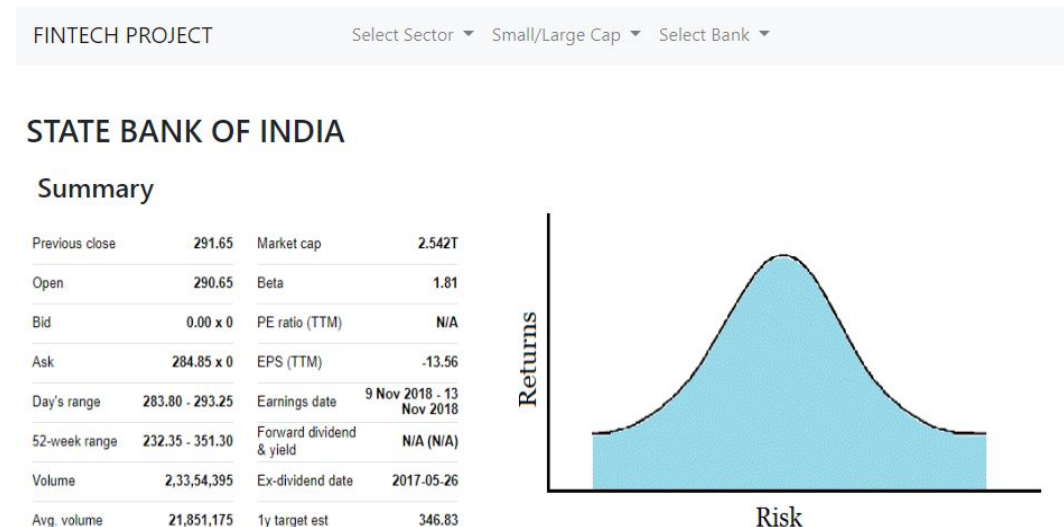 FINTECH PROJECT Select Sector Small/Large Cap Select Bank
STATE BANK OF INDIA
Summary
Previous close 291.65 Market cap 2.542T
Open 290.65 Beta 1.81
Bid 0.00 x 0 PE ratio (TTM) N/A
Ask 284.85 x 0 EPS (TTM) -13.56
Day's range 283.80 - 293.25 Earnings date 9 Nov 2018 - 13
Nov 2018
52-week range 232.35 - 351.30 Forward dividend
& yield N/A (N/A)
Volume 2,33,54,395 Ex-dividend date 2017-05-26
Avg. volume 21,851,175 1y target est 346.83
Returns
Risk